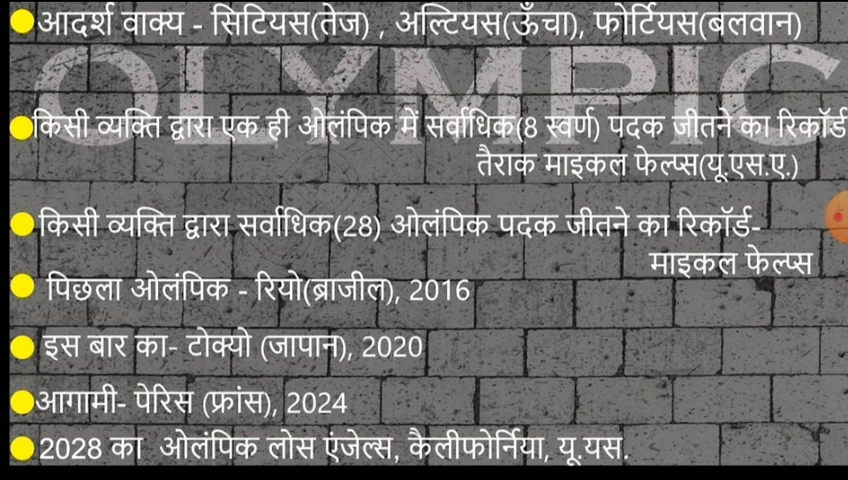 आदर्श वाक्य - सिटियस(तेज) , अल्टियस(ऊँचा), फोर्टियस(बलवान)
OLYMPIC
किसी व्यक्ति द्वारा एक ही ओलंपिक में सर्वाधिक(8 स्वर्ण) पदक जीतने का रिकॉर्ड
तैराक माइकल फेल्प्स(यू.एस.ए.)
किसी व्यक्ति द्वारा सर्वाधिक(28) ओलंपिक पदक जीतने का रिकॉर्ड-
माइकल फेल्प्स
पिछला ओलंपिक - रियो(ब्राजील), 2016
इस बार का- टोक्यो (जापान), 2020
आगामी- पेरिस (फ्रांस), 2024
2028 का ओलंपिक लोस एंजेल्स, कैलीफोर्निया, यू.यस.